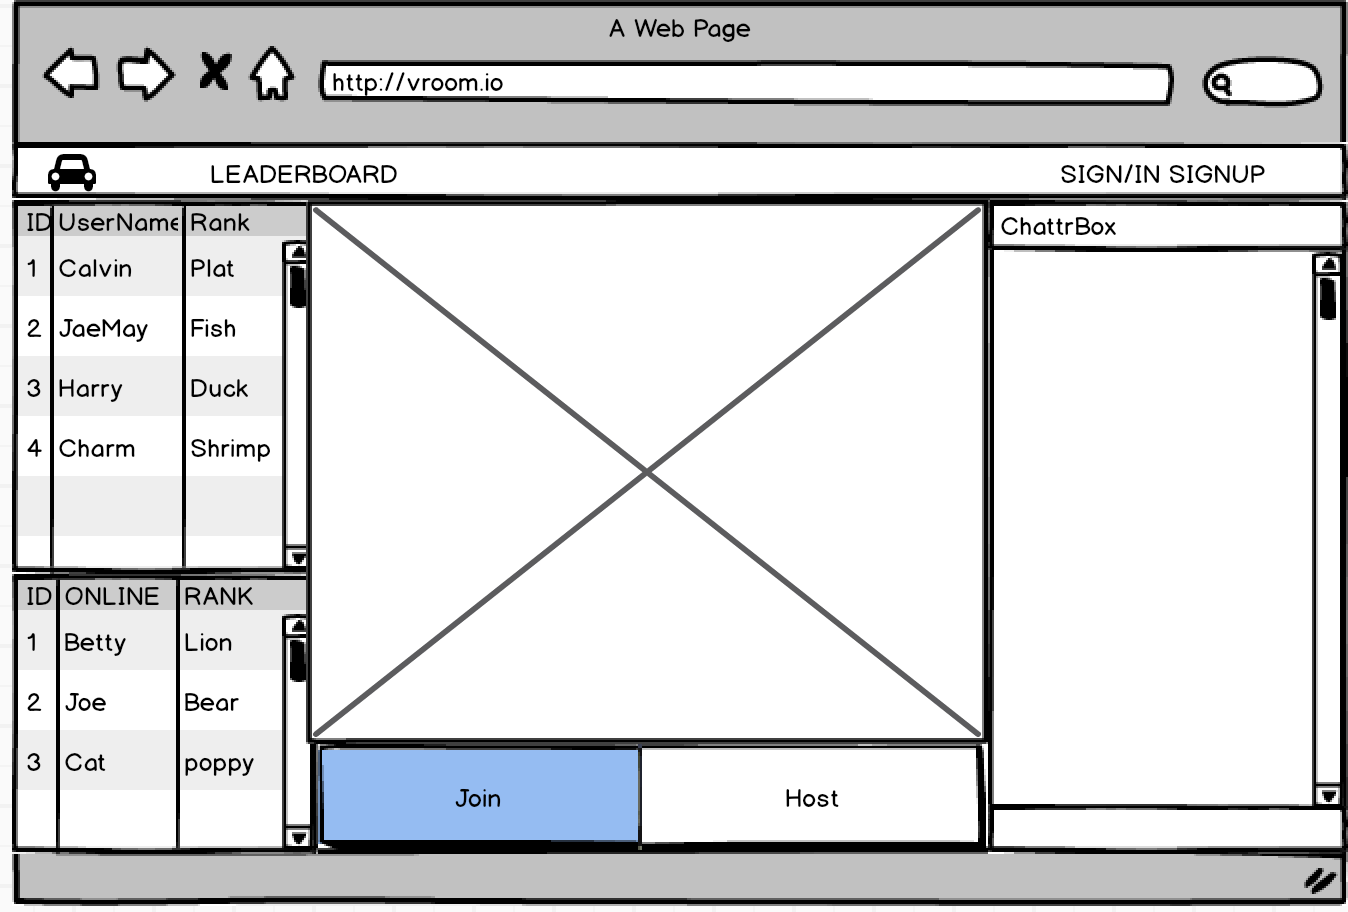 A Web Page
http://vroom.io
LEADERBOARD
SIGN/IN SIGNUP
ID UserName Rank
1 Calvin Plat
2 JaeMay Fish
3 Harry Duck
4 Charm Shrimp
ID ONLINE RANK
1 Betty Lion
2 Joe Bear
3 Cat poppy
Join
Host
ChattrBox